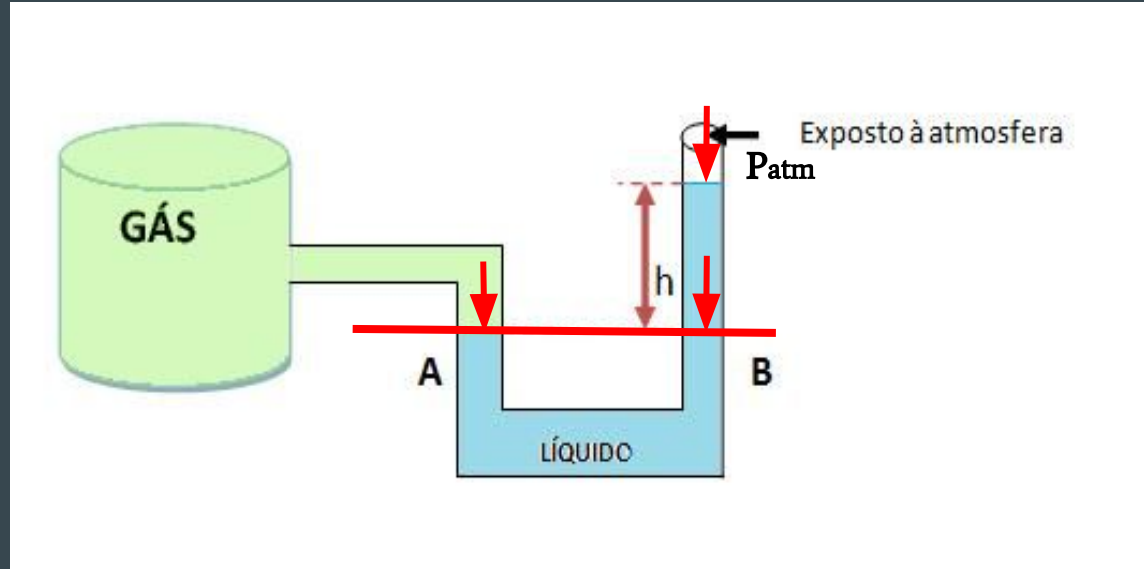 Exposto à atmosfera
Patm
GÁS
h
A
B
LÍQUIDO